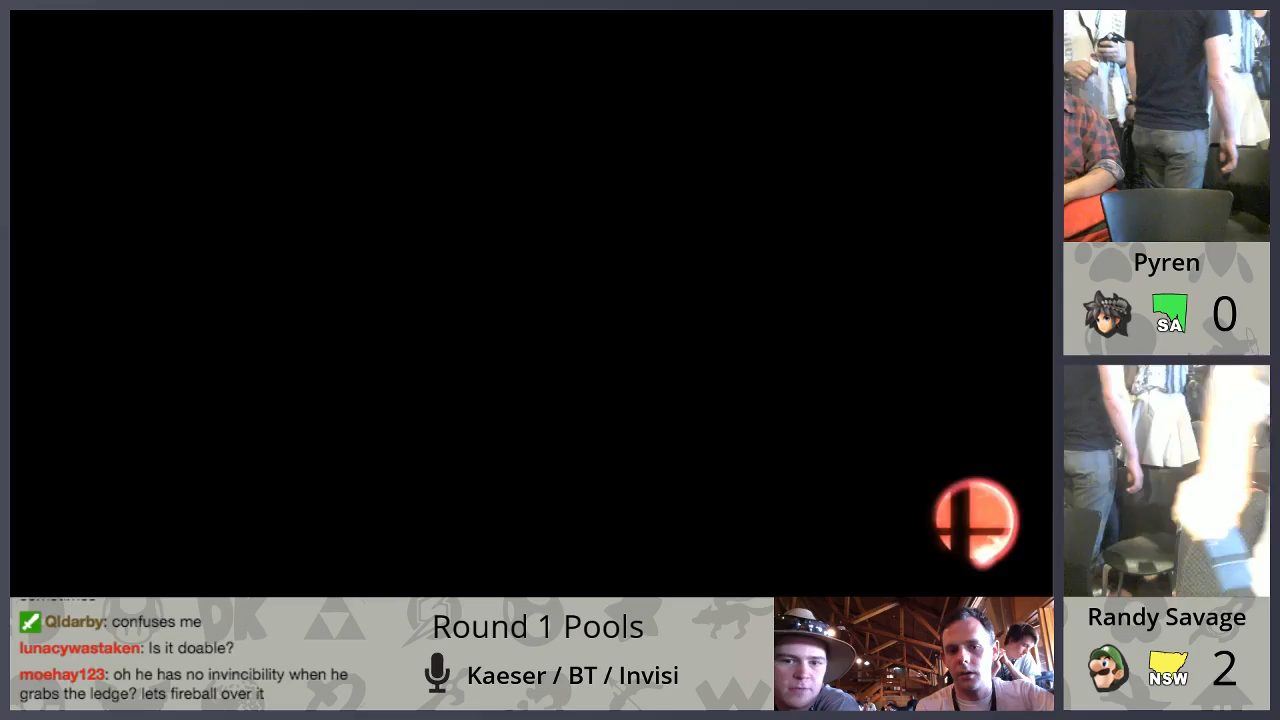 Pyren
SA 0
Randy Savage
NSW 2
Round 1 Pools
Kaeser / BT / Invisi
Qldarby: confuses me
lunacywastaken: Is it doable?
moehay123: oh he has no invincibility when he
grabs the ledge? lets fireball over it